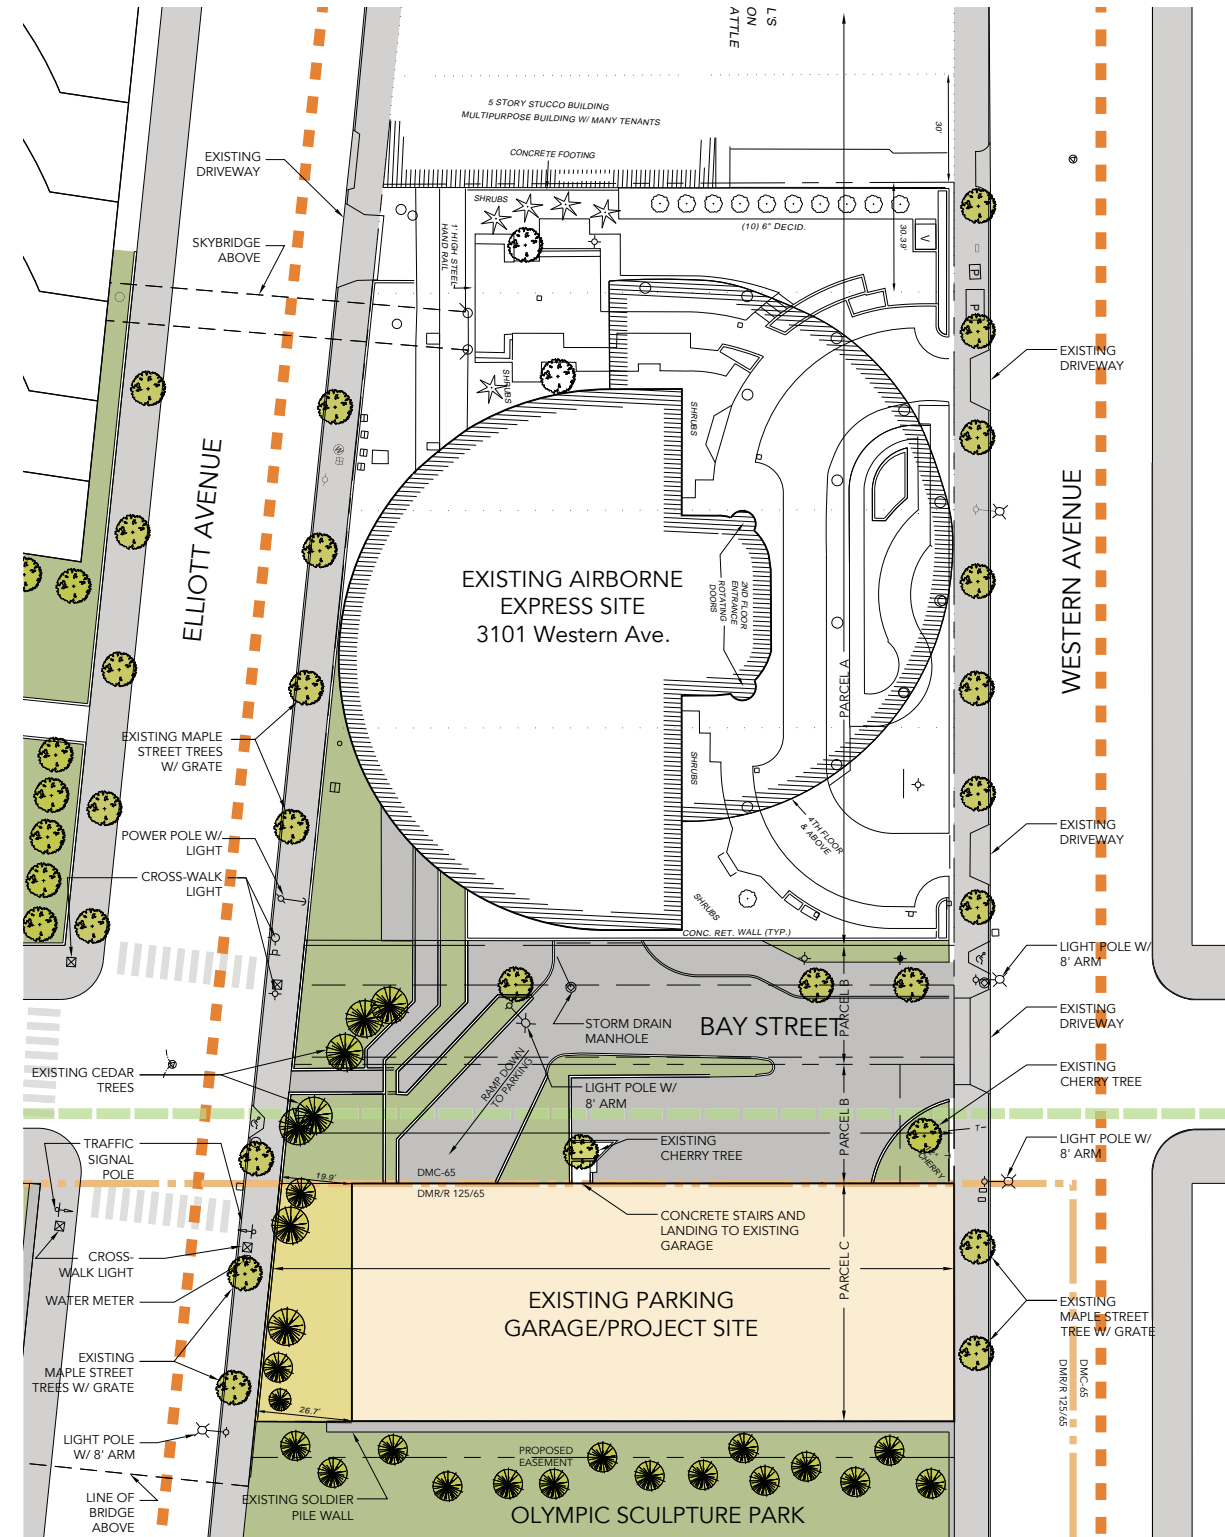 L'S
ON
ATTLE
5 STORY STUCCO BUILDING
MULTIPURPOSE BUILDING W/ MANY TENANTS
CONCRETE FOOTING
30'
EXISTING
DRIVEWAY
SKYBRIDGE
ABOVE
SHRUBS
1' HIGH STEEL
HAND RAIL
(10) 6" DECID.
30.39'
V
P
P
EXISTING
DRIVEWAY
SHRUBS
SHRUBS
ELLIOTT AVENUE
WESTERN AVENUE
EXISTING AIRBORNE
EXPRESS SITE
3101 Western Ave.
2ND FLOOR
ENTRANCE
ROTATING
DOORS
PARCEL A
EXISTING MAPLE
STREET TREES
W/ GRATE
SHRUBS
4TH FLOOR
& ABOVE
EXISTING
DRIVEWAY
POWER POLE W/
LIGHT
CROSS-WALK
LIGHT
SHRUBS
CONC. RET. WALL (TYP.)
LIGHT POLE W/
8' ARM
PARCEL B
STORM DRAIN
MANHOLE
BAY STREET
EXISTING
DRIVEWAY
EXISTING CEDAR
TREES
RAMP DOWN
TO PARKING
LIGHT POLE W/
8' ARM
EXISTING
CHERRY TREE
PARCEL B
TRAFFIC
SIGNAL
POLE
EXISTING
CHERRY TREE
CHERRY
LIGHT POLE W/
8' ARM
19.9'
DMC-65
DMR/R 125/65
CONCRETE STAIRS AND
LANDING TO EXISTING
GARAGE
PARCEL C
CROSS-
WALK LIGHT
WATER METER
EXISTING PARKING
GARAGE/PROJECT SITE
EXISTING
MAPLE STREET
TREE W/ GRATE
EXISTING
MAPLE STREET
TREES W/ GRATE
DMC-65
DMR/R 125/65
26.7'
LIGHT POLE
W/ 8' ARM
PROPOSED
EASEMENT
LINE OF
BRIDGE
ABOVE
EXISTING SOLDIER
PILE WALL
OLYMPIC SCULPTURE PARK